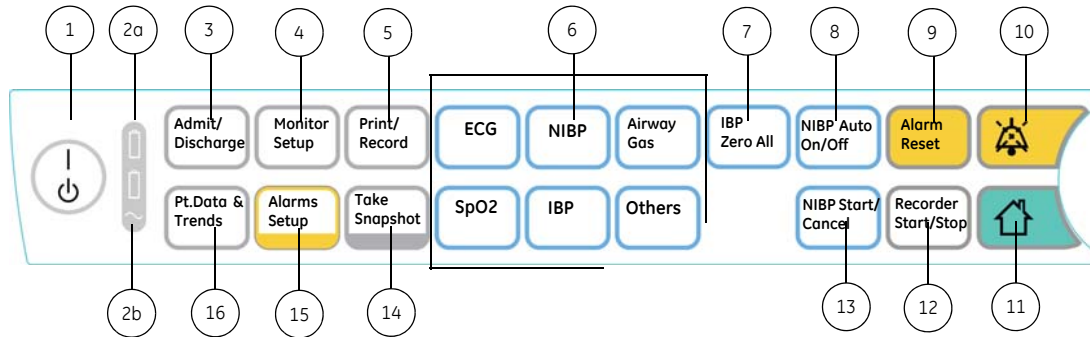 1
2a
3
4
5
6
7
8
9
10
Admit/
Discharge
Monitor
Setup
Print/
Record
ECG
NIBP
Airway
Gas
IBP
Zero All
NIBP Auto
On/Off
Alarm
Reset
Pt.Data &
Trends
Alarms
Setup
Take
Snapshot
SpO2
IBP
Others
NIBP Start/
Cancel
Recorder
Start/Stop
2b
16
15
14
13
12
11